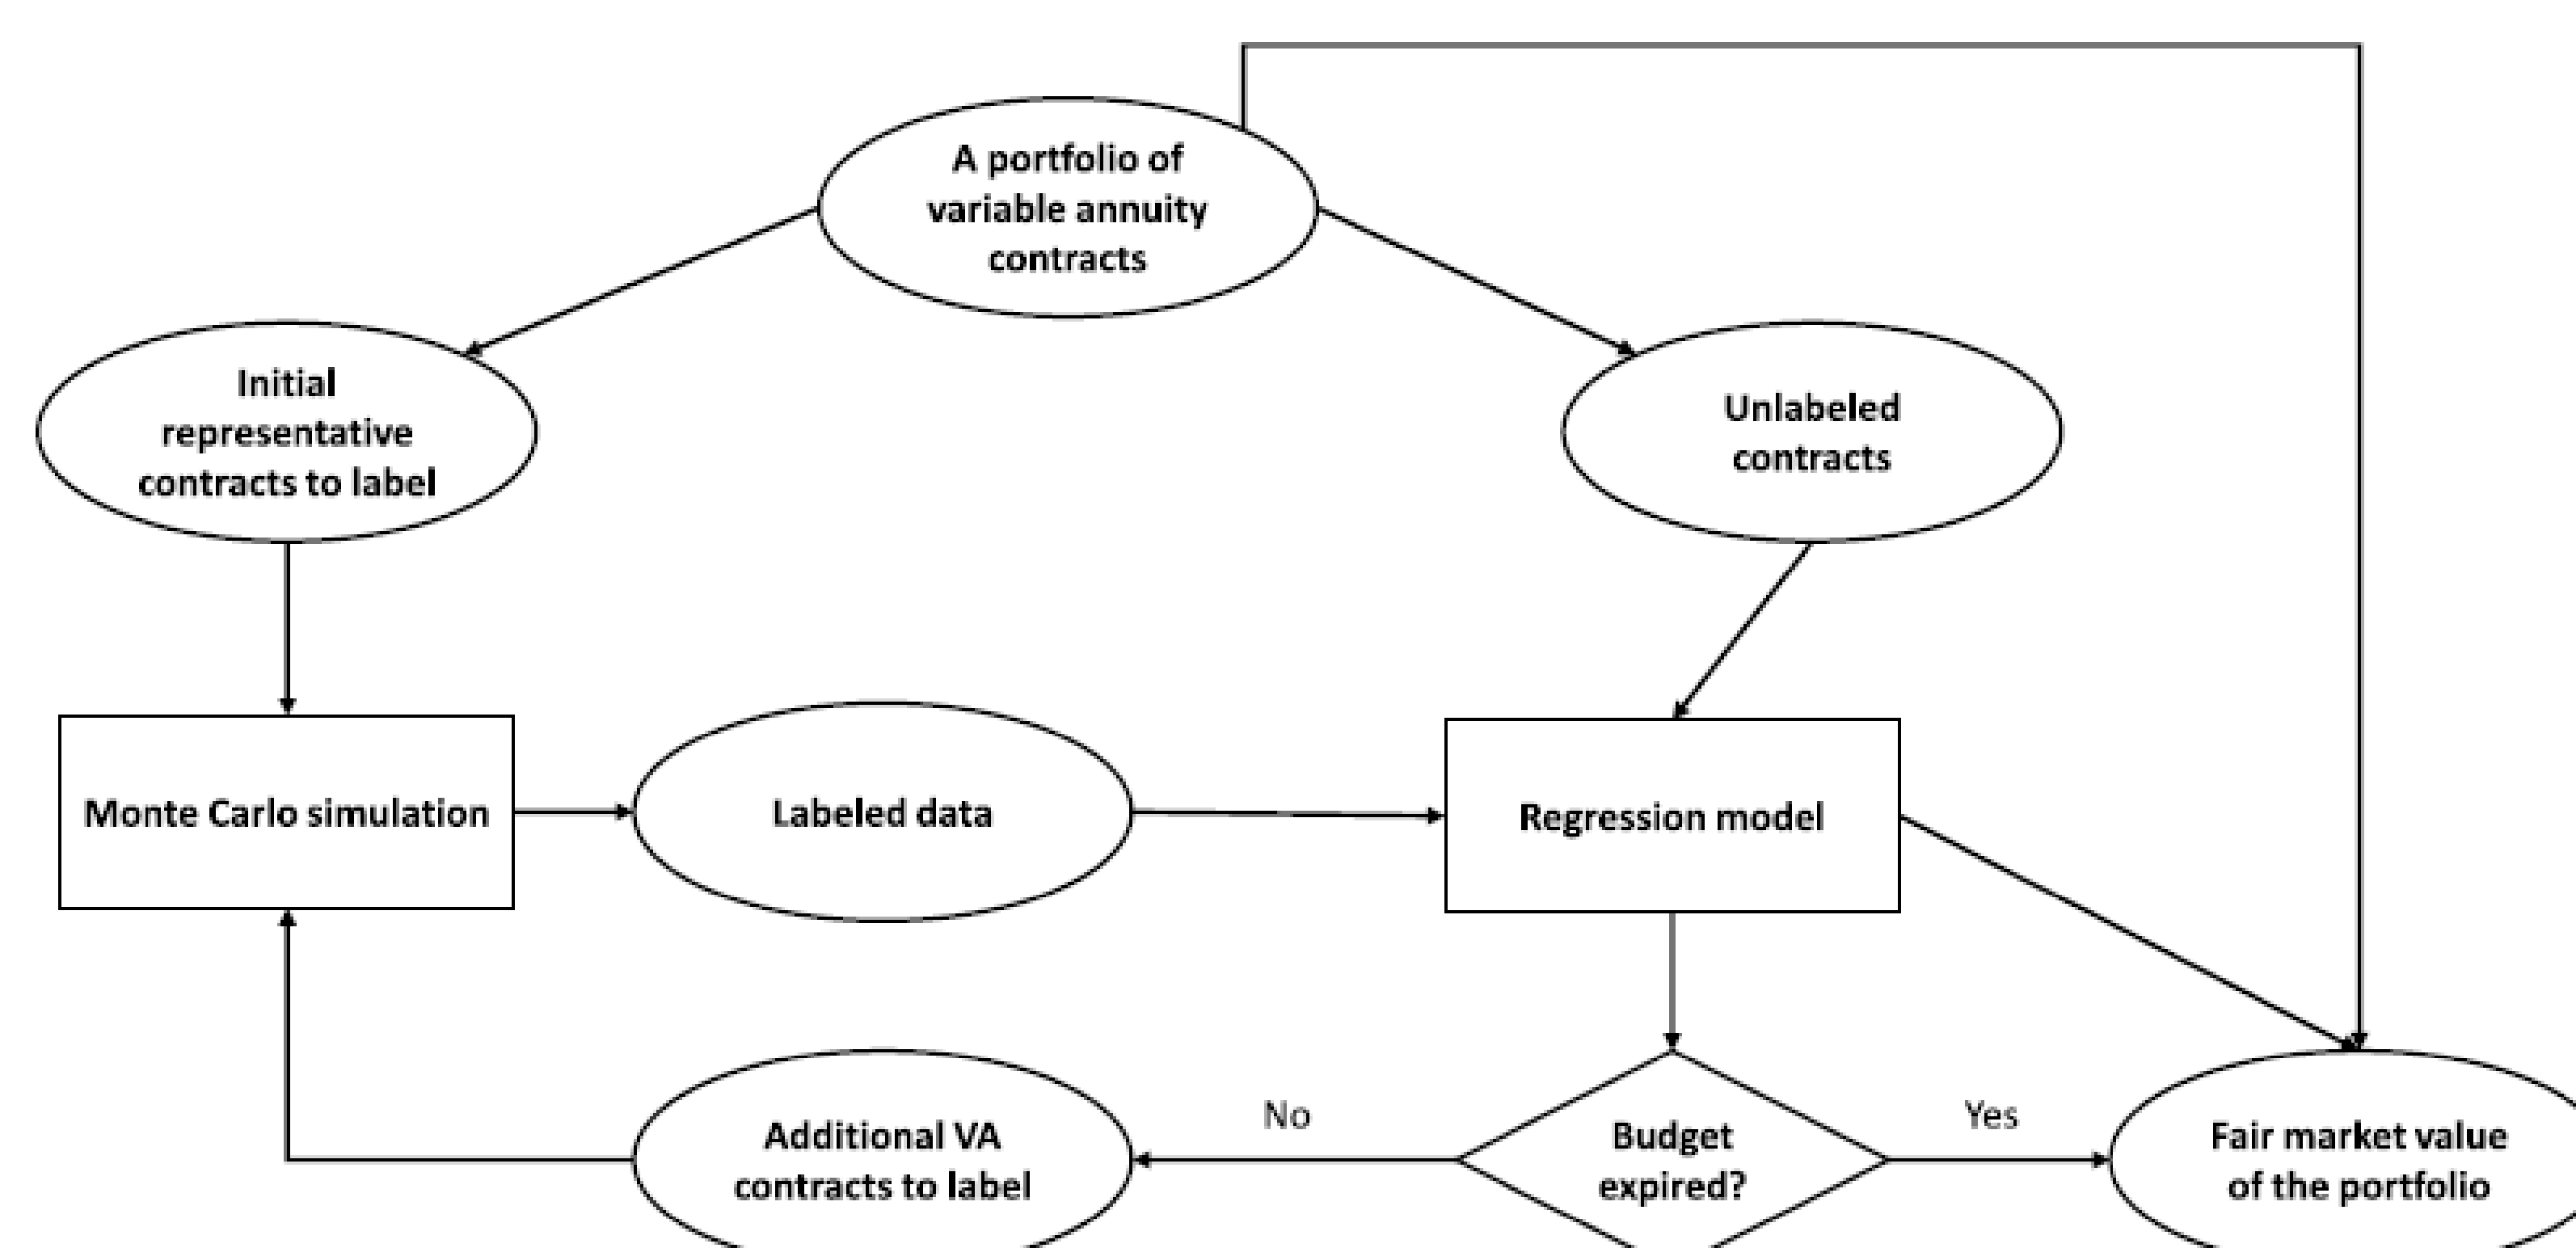 A portfolio of
variable annuity
contracts
Initial
representative
contracts to label
Unlabeled
contracts
Monte Carlo simulation
Labeled data
Regression model
No
Yes
Additional VA
contracts to label
Budget
expired?
Fair market value
of the portfolio